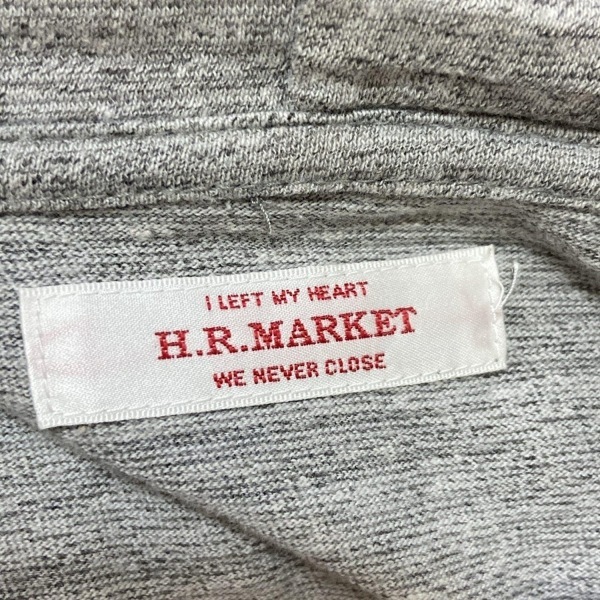 I LEFT MY HEART
H.R.MARKET
WE NEVER CLOSE